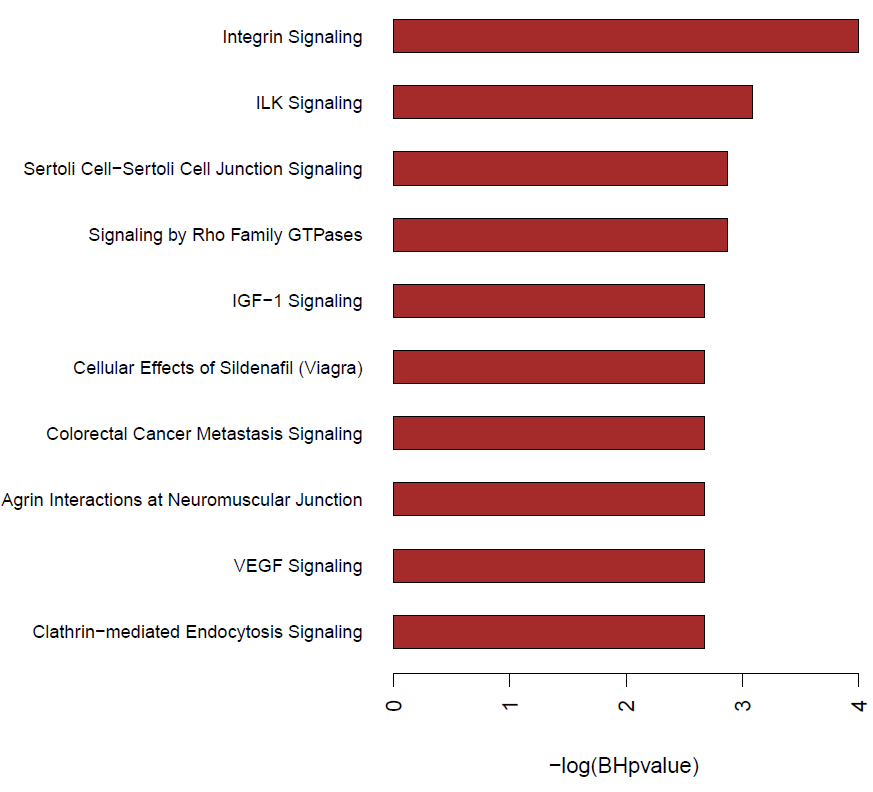 Integrin Signaling
ILK Signaling
Sertoli Cell−Sertoli Cell Junction Signaling
Signaling by Rho Family GTPases
IGF−1 Signaling
Cellular Effects of Sildenafil (Viagra)
Colorectal Cancer Metastasis Signaling
Agrin Interactions at Neuromuscular Junction
VEGF Signaling
Clathrin−mediated Endocytosis Signaling
0 1 2 3 4
−log(BHpvalue)